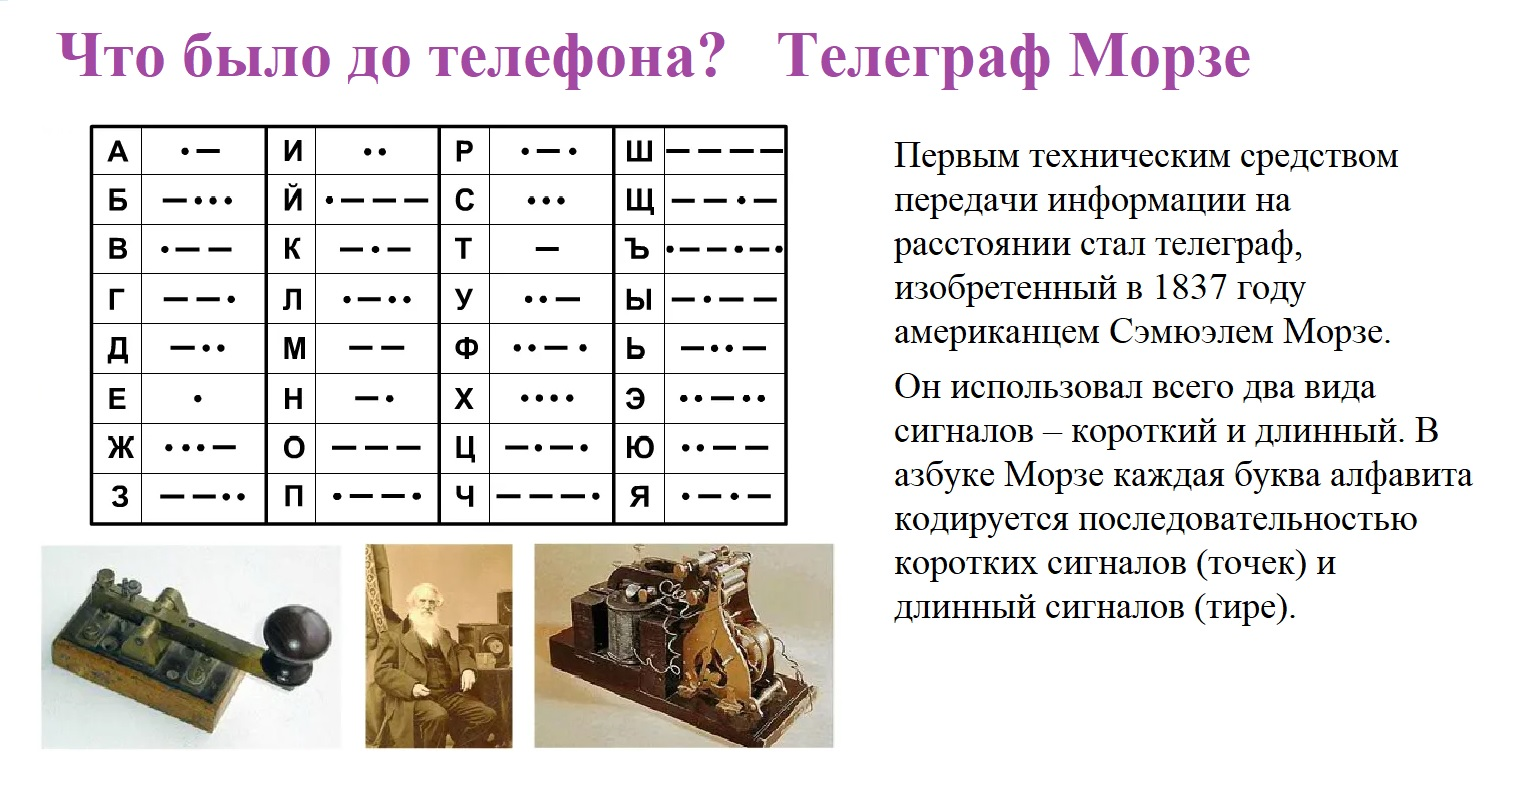 Что было до телефона? Телеграф Морзе
А •— И •• Р •—• Ш ————
Б —••• Й •——— С ••• Щ ——•—
В •—— К —•— Т — Ъ •——•—•
Г ——• Л •—•• У ••— Ы —•——
Д —•• М —— Ф ••—• Ь —••—
Е • Н —• Х •••• Э ••—••
Ж •••— О ——— Ц —•—• Ю ••——
З ——•• П •——• Ч ———• Я •—•—
Первым техническим средством
передачи информации на
расстоянии стал телеграф,
изобретенный в 1837 году
американцем Сэмюэлем Морзе.
Он использовал всего два вида
сигналов – короткий и длинный. В
азбуке Морзе каждая буква алфавита
кодируется последовательностью
коротких сигналов (точек) и
длинный сигналов (тире).